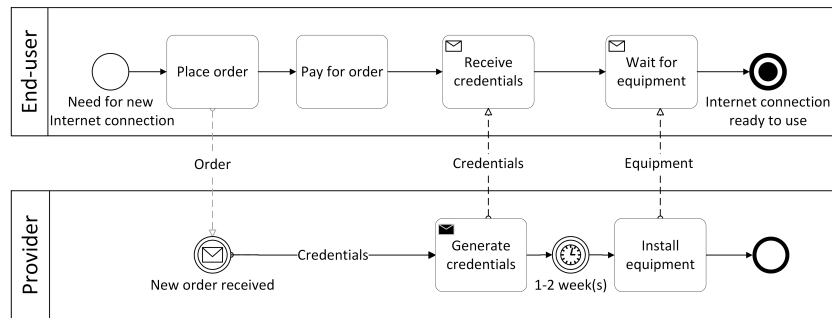 End-user
Place order
Pay for order
Receive
credentials
Wait for
equipment
Need for new
Internet connection
Internet connection
ready to use
Order
Credentials
Equipment
Provider
New order received
Credentials
Generate
credentials
1-2 week(s)
Install
equipment